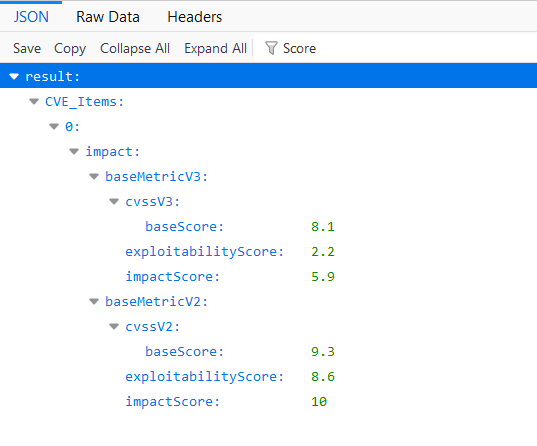 JSON Raw Data Headers
Save Copy Collapse All Expand All Score
result:
CVE_Items:
0:
impact:
baseMetricV3:
cvssV3:
baseScore: 8.1
exploitabilityScore: 2.2
impactScore: 5.9
baseMetricV2:
cvssV2:
baseScore: 9.3
exploitabilityScore: 8.6
impactScore: 10